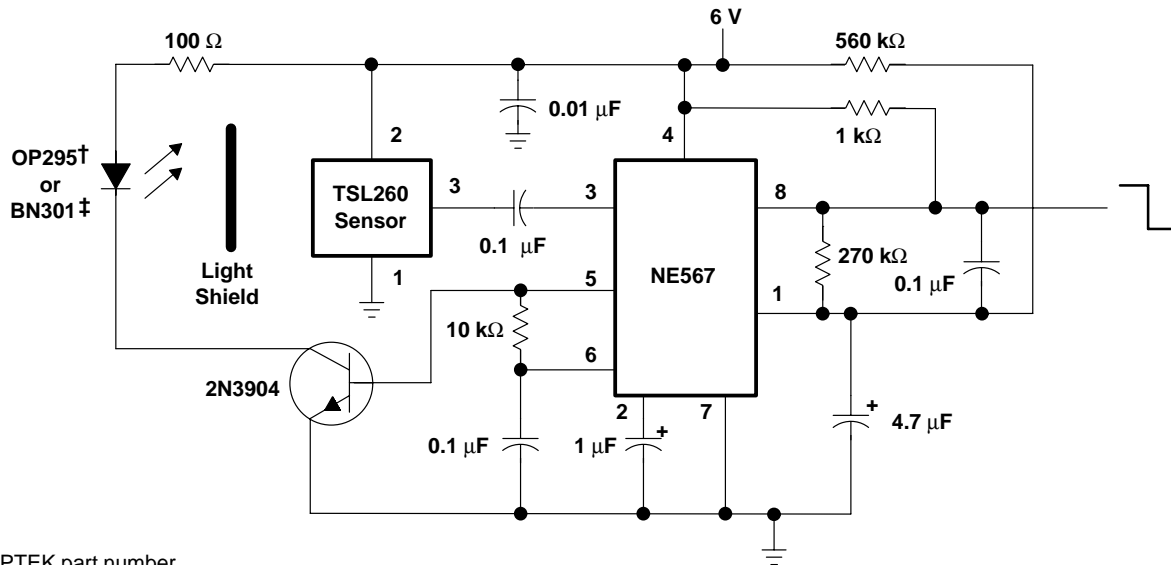 6 V
100 Ω
560 kΩ
0.01 µF
1 kΩ
4
2
OP295†
or
BN301‡
TSL260
Sensor
3
3
8
0.1 µF
270 kΩ
0.1 µF
NE567
Light
Shield
1
5
1
10 kΩ
6
2N3904
2
7
+
+
4.7 µF
0.1 µF
1 µF
PTEK part number